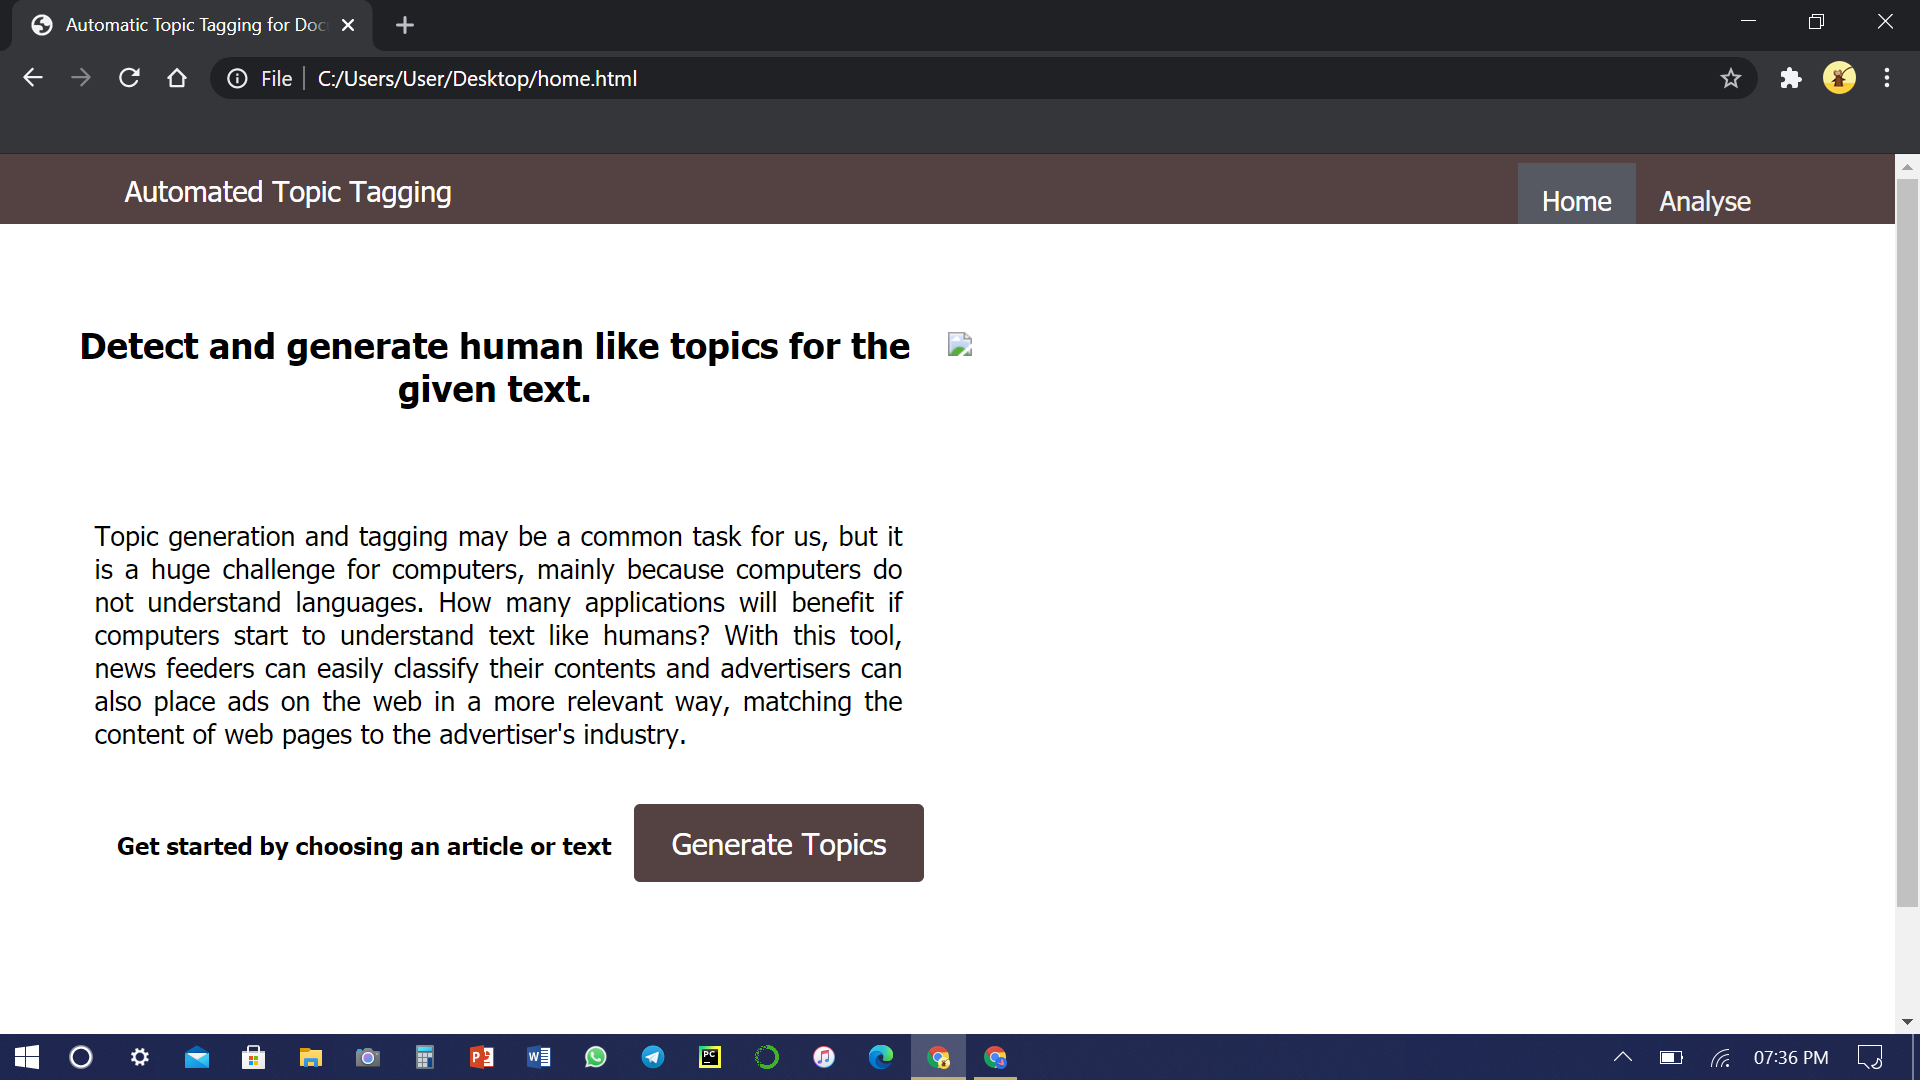 Automatic Topic Tagging for Doc
File
C:/Users/User/Desktop/home.html
Automated Topic Tagging
Home
Analyse
Detect and generate human like topics for the
given text.
Topic generation and tagging may be a common task for us, but it
is a huge challenge for computers, mainly because computers do
not understand languages. How many applications will benefit if
computers start to understand text like humans? With this tool,
news feeders can easily classify their contents and advertisers can
also place ads on the web in a more relevant way, matching the
content of web pages to the advertiser's industry.
Get started by choosing an article or text
Generate Topics
PC
07:36 PM